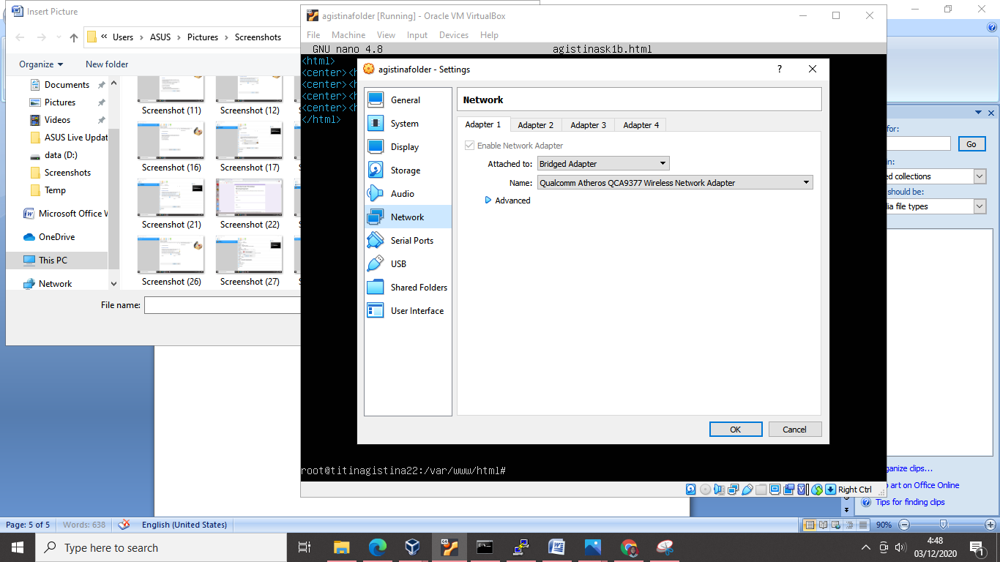 Insert Picture
« Users > ASUS > Pictures > Screenshots
Organize
New folder
Documents
Pictures
Videos
ASUS Live Updat
data (D:)
Screenshots
Temp
Microsoft Office W
OneDrive
This PC
Network
Screenshot (11)
Screenshot (12)
Screenshot (16)
Screenshot (17)
Screenshot (21)
Screenshot (22)
Screenshot (26)
Screenshot (27)
File name:
agistinafolder [Running] - Oracle VM VirtualBox
File Machine View Input Devices Help
GNU nano 4.8 agistinask1b.html
<html>
<center><h
<center><h
<center><h
<center><h
</html>
agistinafolder - Settings
General
System
Display
Storage
Audio
Network
Serial Ports
USB
Shared Folders
User Interface
Network
Adapter 1 Adapter 2 Adapter 3 Adapter 4
Enable Network Adapter
Attached to: Bridged Adapter
Name: Qualcomm Atheros QCA9377 Wireless Network Adapter
Advanced
OK
Cancel
root@titinagistina22:/var/www/html#
Right Ctrl
for:
Go
in:
ed collections
should be:
ia file types
ganize clips...
art on Office Online
Tips for finding clips
Page: 5 of 5
Words: 638
English (United States)
90%
Type here to search
4:48
03/12/2020
1